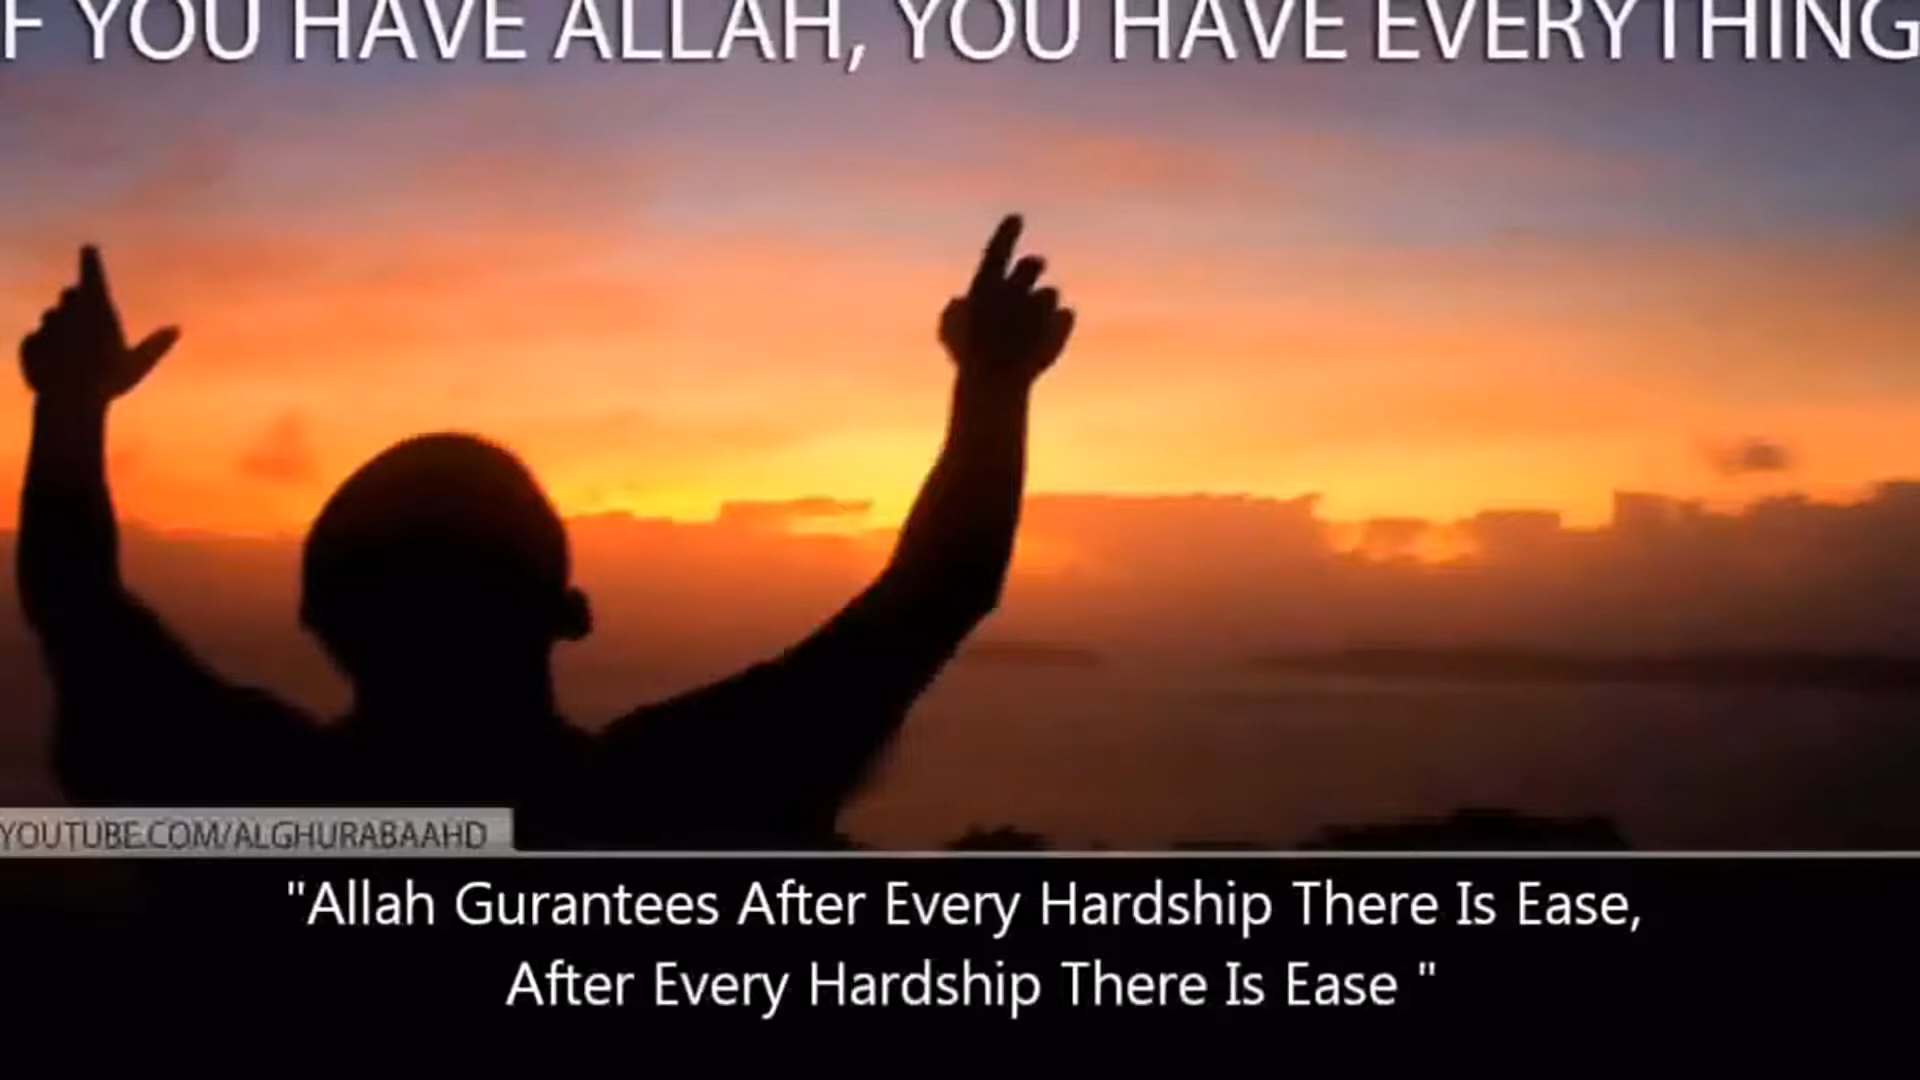 F YOU HAVE ALLAH, YOU HAVE EVERYTHING
YOUTUBE.COM/ALGHURABAAHD
"Allah Gurantees After Every Hardship There Is Ease,
After Every Hardship There Is Ease "